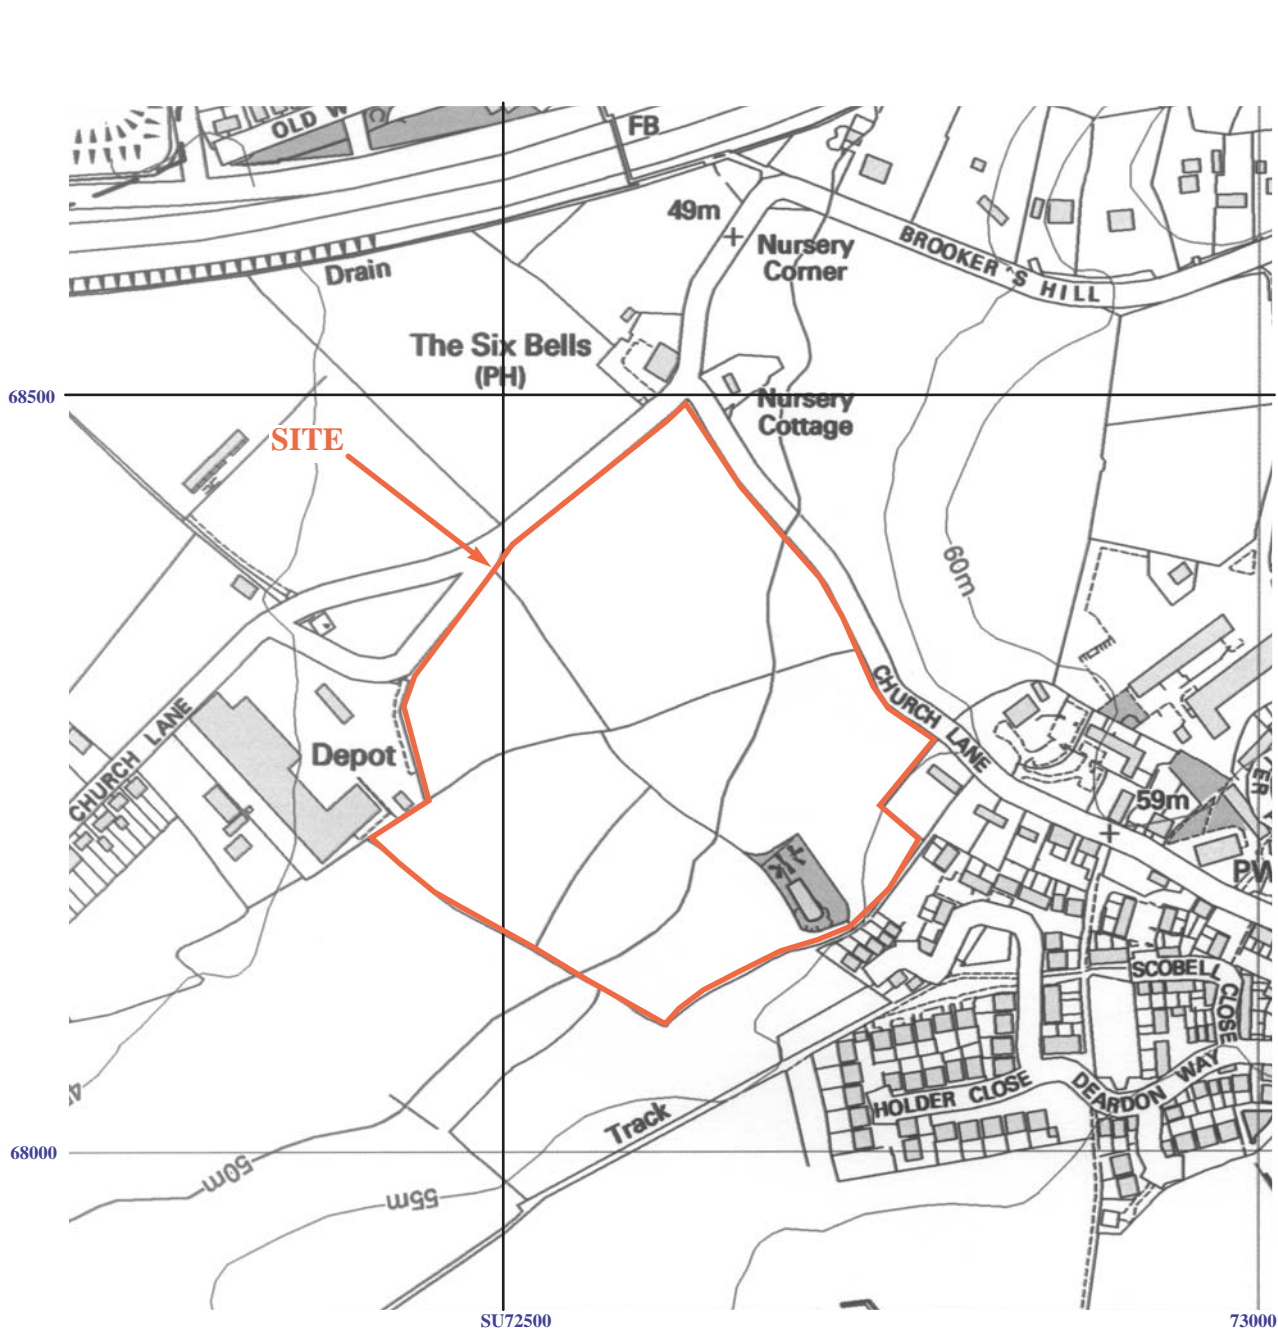 OLD W
FB
49m
Nursery
Corner
BROOKER'S HILL
Drain
The Six Bells
(PH)
68500
Nursery
Cottage
SITE
60m
CHURCH LANE
CHURCH LANE
Depot
59m
ER
PW
SCOBELL
CLOSE
DEARDON WAY
HOLDER CLOSE
Track
68000
50m
55m
SU72500
73000